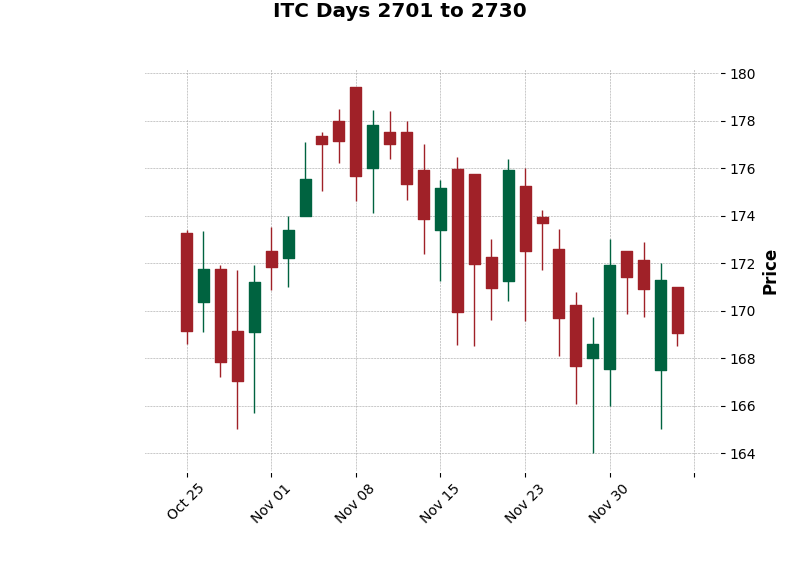 ITC Days 2701 to 2730
180
178
176
174
172
170
168
166
164
Price
Oct 25
Nov 01
Nov 08
Nov 15
Nov 23
Nov 30